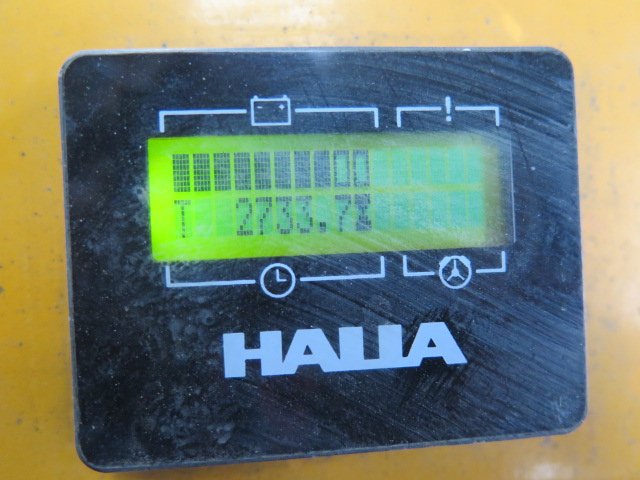 - + !
T 2733.7
HALLA